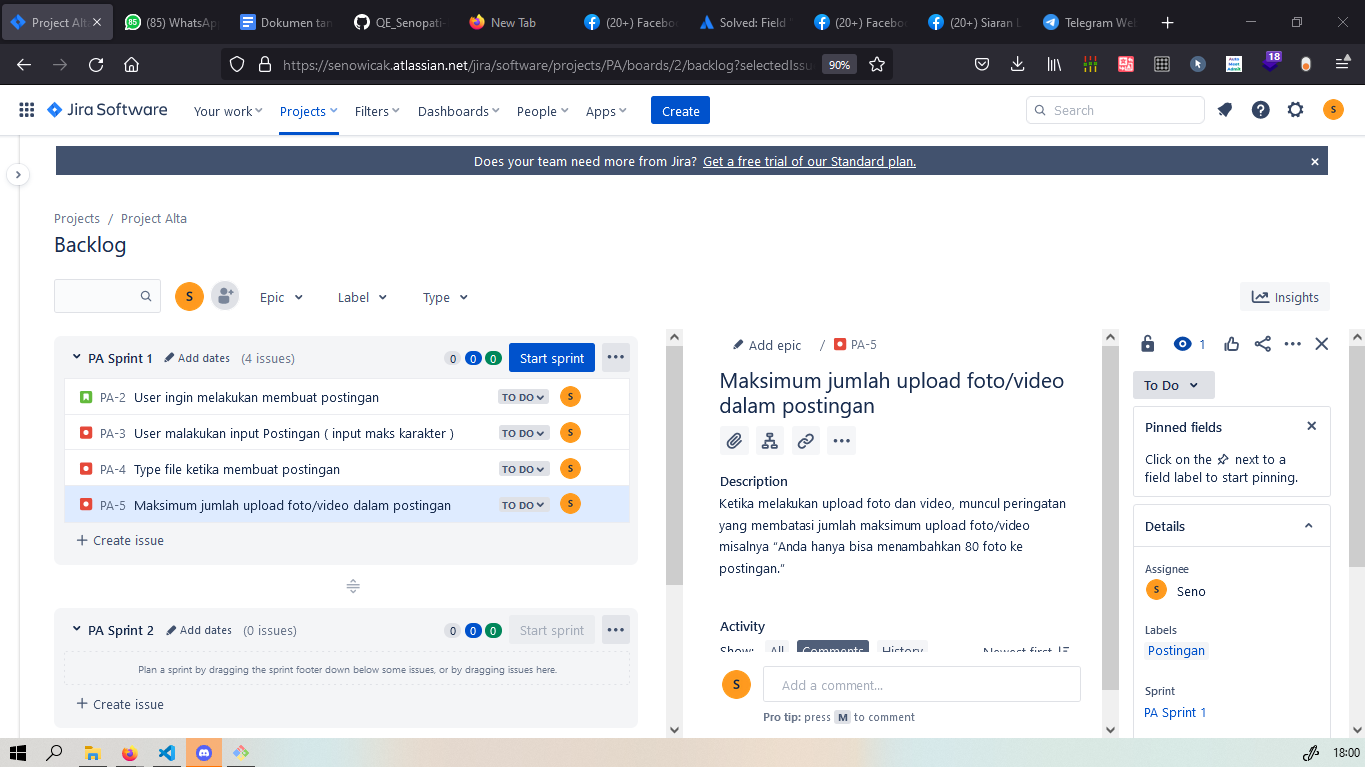 Project Alta
(85) WhatsAp
Dokumen tan
QE_Senopati-
New Tab
(20+) Facebo
Solved: Field
(20+) Facebo
(20+) Siaran L
Telegram Web
https://senowicak.atlassian.net/jira/software/projects/PA/boards/2/backlog?selectedIssu
90%
18
Jira Software
Your work
Projects
Filters
Dashboards
People
Apps
Create
Search
S
Does your team need more from Jira? Get a free trial of our Standard plan.
Projects / Project Alta
Backlog
S
Epic
Label
Type
Insights
PA Sprint 1 Add dates (4 issues)
0 0 0
Start sprint
PA-2 User ingin melakukan membuat postingan TO DO S
PA-3 User malakukan input Postingan ( input maks karakter ) TO DO S
PA-4 Type file ketika membuat postingan TO DO S
PA-5 Maksimum jumlah upload foto/video dalam postingan TO DO S
+ Create issue
PA Sprint 2 Add dates (0 issues)
0 0 0
Start sprint
Plan a sprint by dragging the sprint footer down below some issues, or by dragging issues here.
+ Create issue
Add epic / PA-5
Maksimum jumlah upload foto/video
dalam postingan
Description
Ketika melakukan upload foto dan video, muncul peringatan
yang membatasi jumlah maksimum upload foto/video
misalnya “Anda hanya bisa menambahkan 80 foto ke
postingan.”
Activity
Show: All Comments History Newest first
S
Add a comment...
Pro tip: press M to comment
1
To Do
Pinned fields
Click on the next to a
field label to start pinning.
Details
Assignee
S Seno
Labels
Postingan
Sprint
PA Sprint 1
18:00